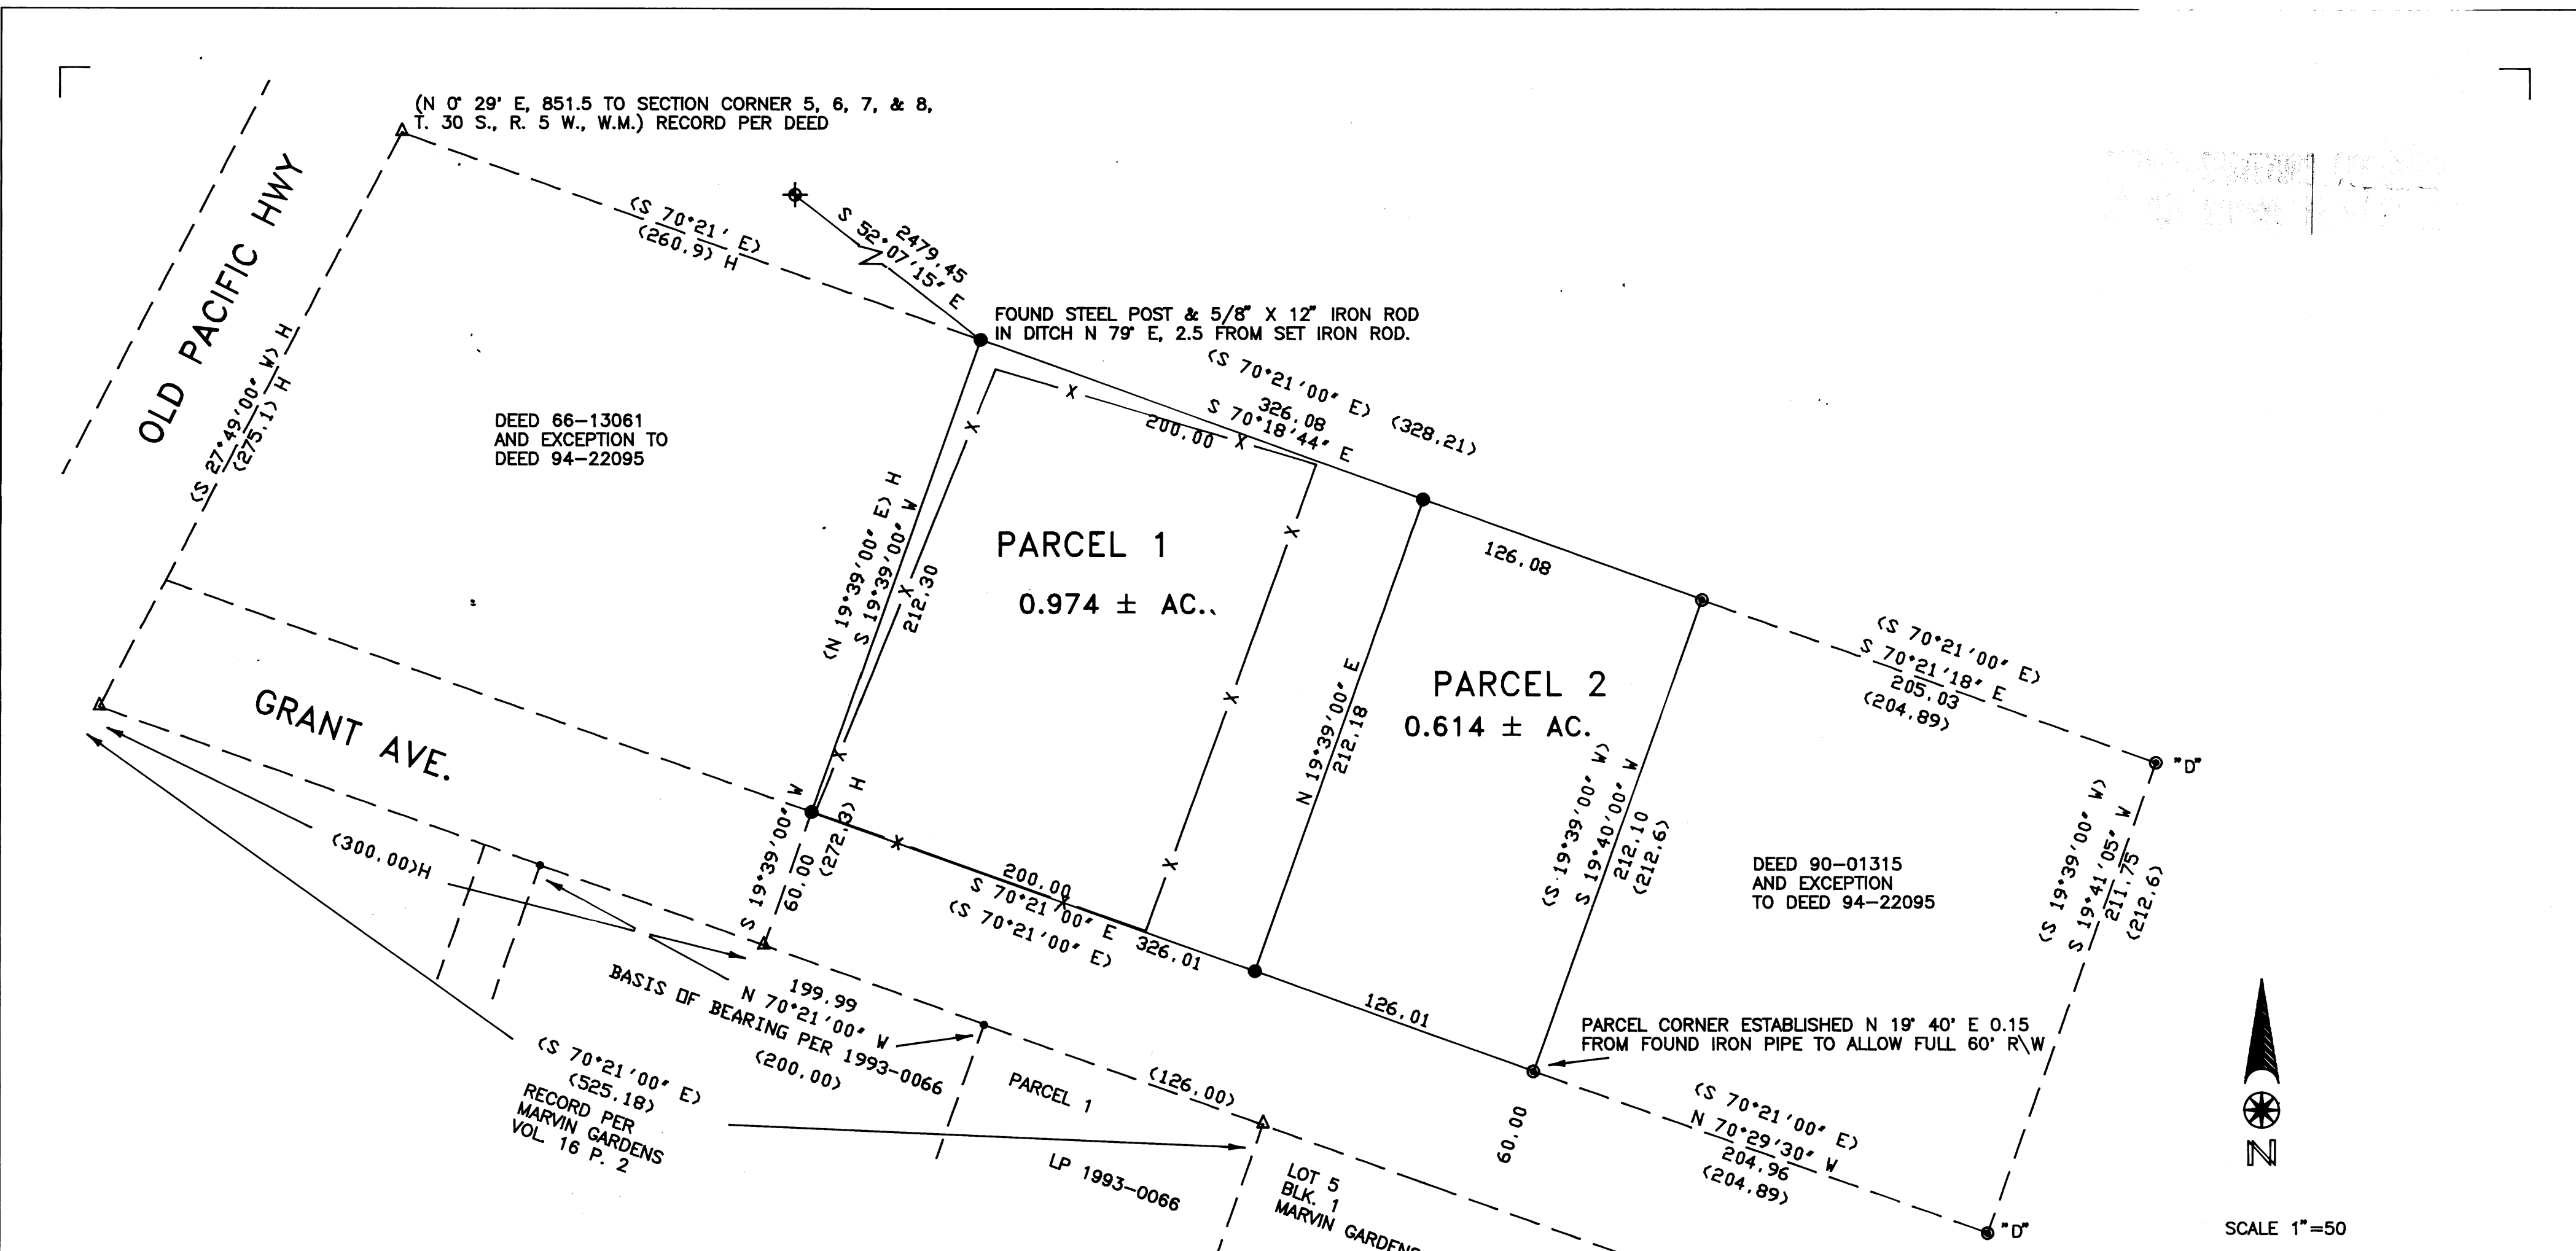 (N 0° 29' E, 851.5 TO SECTION CORNER 5, 6, 7, & 8,
T. 30 S., R. 5 W., W.M.) RECORD PER DEED
OLD PACIFIC HWY
(S 70°21' E)
(260.9) H
2479.45
S 52°07'15" E
FOUND STEEL POST & 5/8" X 12" IRON ROD
IN DITCH N 79° E, 2.5 FROM SET IRON ROD.
(S 70°21'00" E) (328.21)
326.08
S 70°18'44" E
200.00
(S 27°49'00" W) H
(275.1) H
DEED 66-13061
AND EXCEPTION TO
DEED 94-22095
(N 19°39'00" E) H
S 19°39'00" W
212.30
PARCEL 1
0.974 ± AC.
126.08
PARCEL 2
0.614 ± AC.
N 19°39'00" E
212.18
(S 19°39'00" W)
S 19°40'00" W
212.10
(212.6)
(S 70°21'00" E)
S 70°21'18" E
205.03
(204.89)
"D"
(S 19°39'00" W)
S 19°41'05" W
211.75
(212.6)
DEED 90-01315
AND EXCEPTION
TO DEED 94-22095
GRANT AVE.
(300.00)H
S 19°39'00" W
60.00
(272.3) H
200.00
S 70°21'00" E
(S 70°21'00" E)
326.01
126.01
PARCEL CORNER ESTABLISHED N 19° 40' E 0.15
FROM FOUND IRON PIPE TO ALLOW FULL 60' R\W
199.99
N 70°21'00" W
BASIS OF BEARING PER 1993-0066
(200.00)
(S 70°21'00" E)
(525.18)
RECORD PER
MARVIN GARDENS
VOL. 16 P. 2
PARCEL 1
(126.00)
LP 1993-0066
LOT 5
BLK. 1
MARVIN GARDENS
60.00
(S 70°21'00" E)
N 70°29'30" W
204.96
(204.89)
"D"
N
SCALE 1"=50